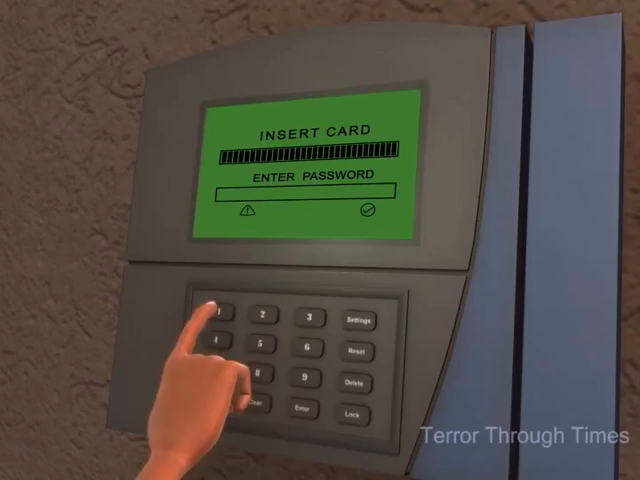 INSERT CARD
ENTER PASSWORD
1 2 3 Settings
4 5 6 Reset
8 9 Delete
Clear Enter Lock
Terror Through Times